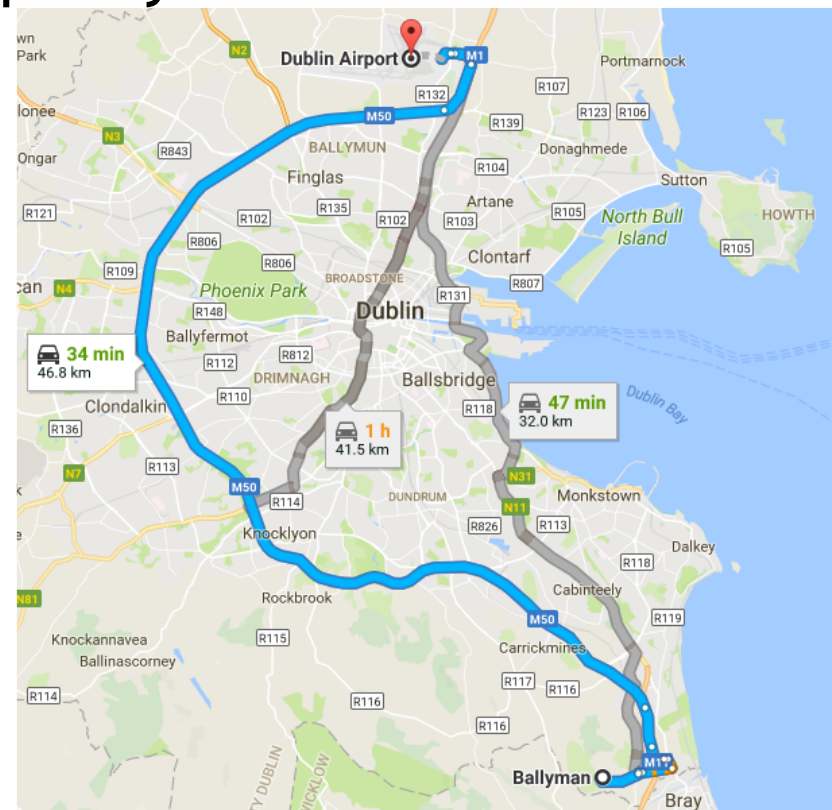 N2
M1
Dublin Airport
Portmarnock
wn
Park
R132
R107
lonee
M50
R139
R123
R106
N3
R843
BALLYMUN
Donaghmede
Ongar
R104
Finglas
Sutton
R121
R102
R135
R102
R103
Artane
R105
North Bull
Island
HOWTH
R806
R105
R109
R806
Clontarf
can
N4
Phoenix Park
BROADSTONE
R131
R807
R148
Dublin
Ballyfermot
34 min
46.8 km
R112
R812
DRIMNAGH
Ballsbridge
Dublin Bay
R110
Clondalkin
R118
47 min
32.0 km
R136
1 h
41.5 km
R113
N7
N31
k
M50
R114
DUNDRUM
N11
Monkstown
R826
R113
e
Knocklyon
Dalkey
R118
N81
Rockbrook
Cabinteely
M50
R119
Knockannavea
R115
Carrickmines
Ballinascorney
R117
R116
R114
R116
R116
M11
Ballyman
Bray
TY DUBLIN
WICKLOW